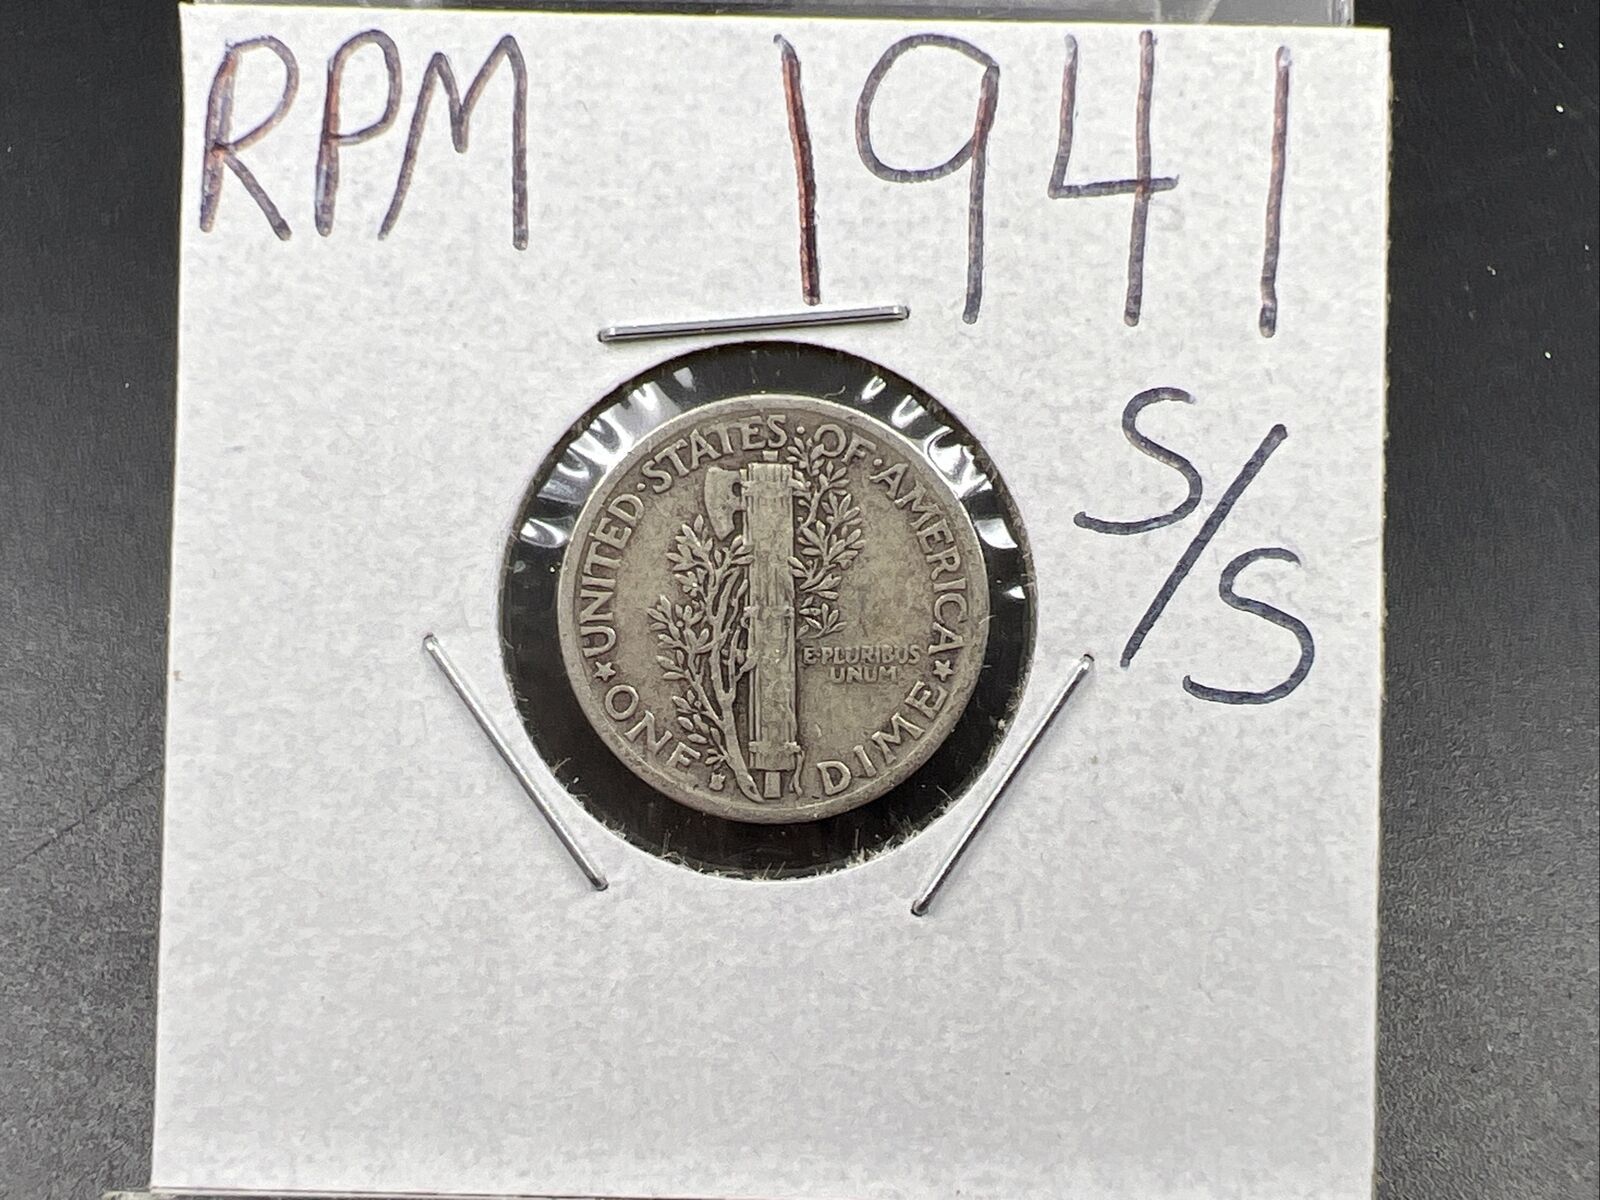 RPM 1941
S/S
UNITED·STATES·OF·AMERICA
E·PLURIBUS
UNUM
ONE DIME